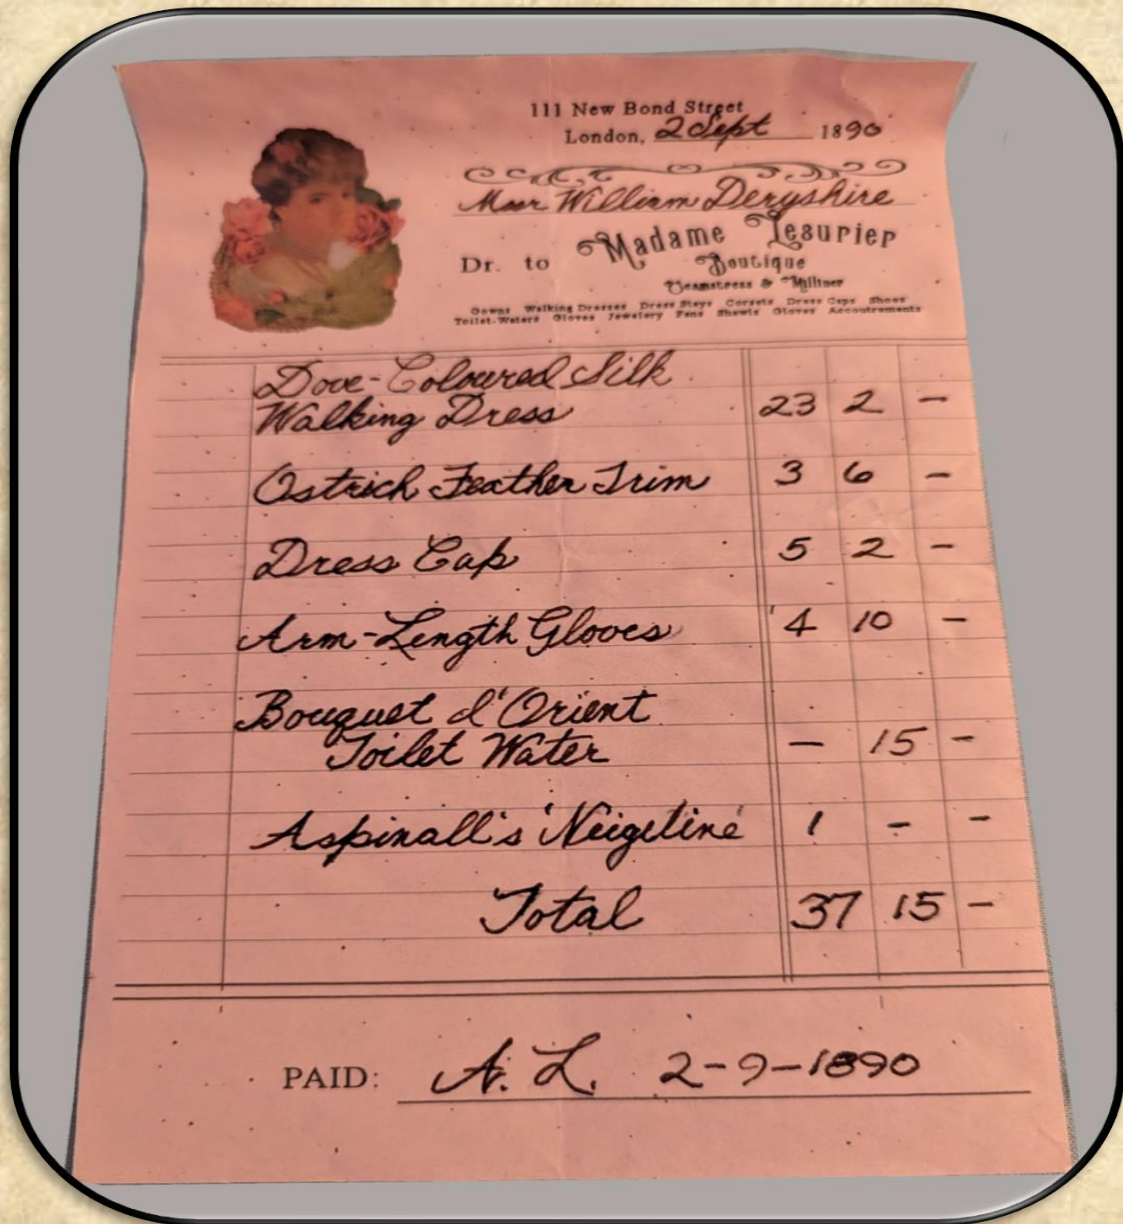 111 New Bond Street
London, 2 Sept 1890
William Deryshire
Dr. to Madame Lesurier
Boutique
Seamstress & Milliner
Gowns Walking Dresses Dress Stays Corsets Dress Caps Shoes
Toilet-Waters Gloves Jewelery Fans Shawls Gloves Accoutrements
Dove-Coloured Silk
Walking Dress 23 2 -
Ostrich Feather Trim 3 6 -
Dress Cap 5 2 -
Arm-Length Gloves 4 10 -
Bouquet d'Orient
Toilet Water - 15 -
Aspinall's 'Neigeline' 1 - -
Total 37 15 -
PAID: A. L. 2-9-1890